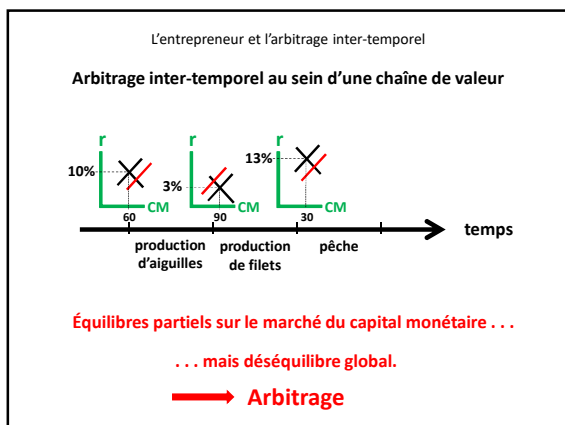 L'entrepreneur et l'arbitrage inter-temporel
Arbitrage inter-temporel au sein d'une chaîne de valeur
r
10%
60
CM
r
3%
90
CM
r
13%
30
CM
temps
production d'aiguilles
production de filets
pêche
Équilibres partiels sur le marché du capital monétaire . . .
. . . mais déséquilibre global.
Arbitrage